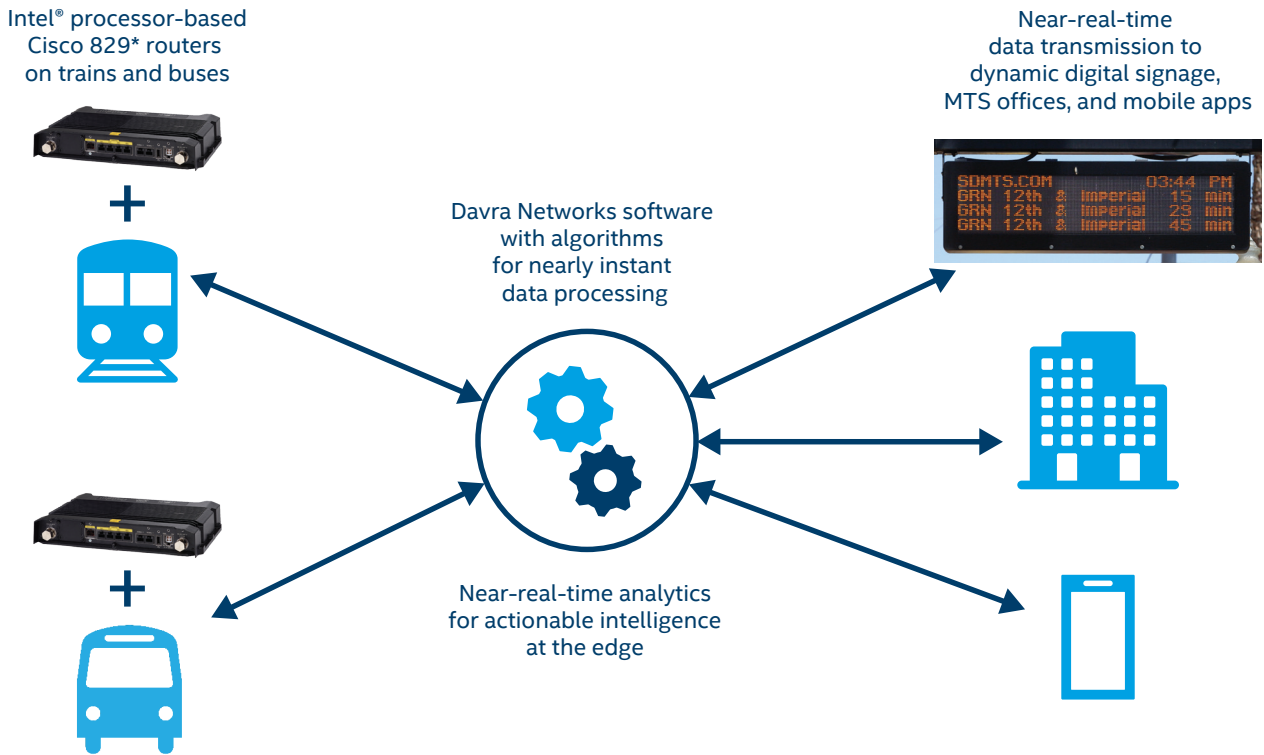 Intel® processor-based
Cisco 829* routers
on trains and buses
Near-real-time
data transmission to
dynamic digital signage,
MTS offices, and mobile apps
SDMTS.COM 03:44 PM
GRN 12th & Imperial 15 min
GRN 12th & Imperial 29 min
GRN 12th & Imperial 45 min
Davra Networks software
with algorithms
for nearly instant
data processing
Near-real-time analytics
for actionable intelligence
at the edge